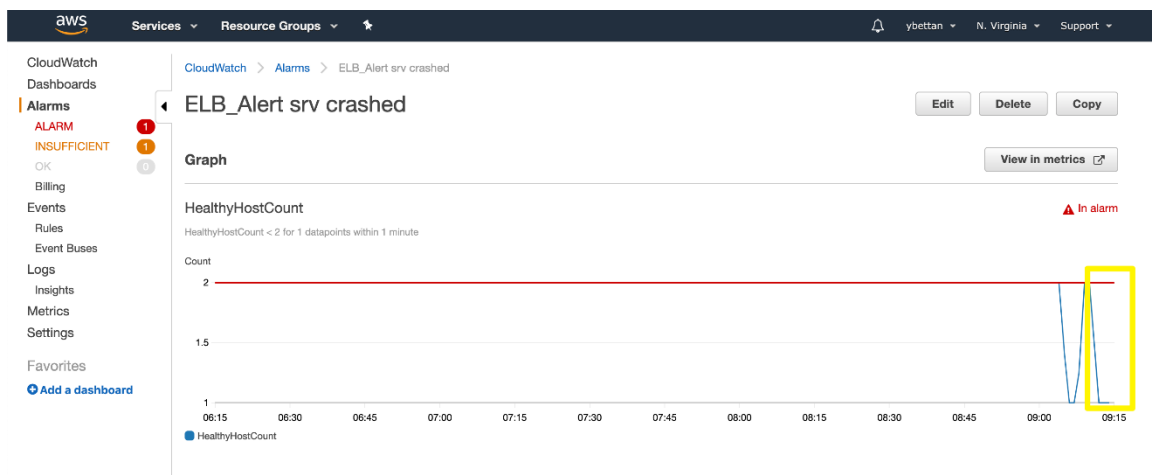 aws Services Resource Groups ybettan N. Virginia Support
CloudWatch
Dashboards
Alarms
ALARM 1
INSUFFICIENT 1
OK 0
Billing
Events
Rules
Event Buses
Logs
Insights
Metrics
Settings
Favorites
Add a dashboard
CloudWatch > Alarms > ELB_Alert srv crashed
ELB_Alert srv crashed
Edit Delete Copy
Graph
View in metrics
HealthyHostCount
In alarm
HealthyHostCount < 2 for 1 datapoints within 1 minute
Count
2
1.5
1
06:15 06:30 06:45 07:00 07:15 07:30 07:45 08:00 08:15 08:30 08:45 09:00 09:15
HealthyHostCount